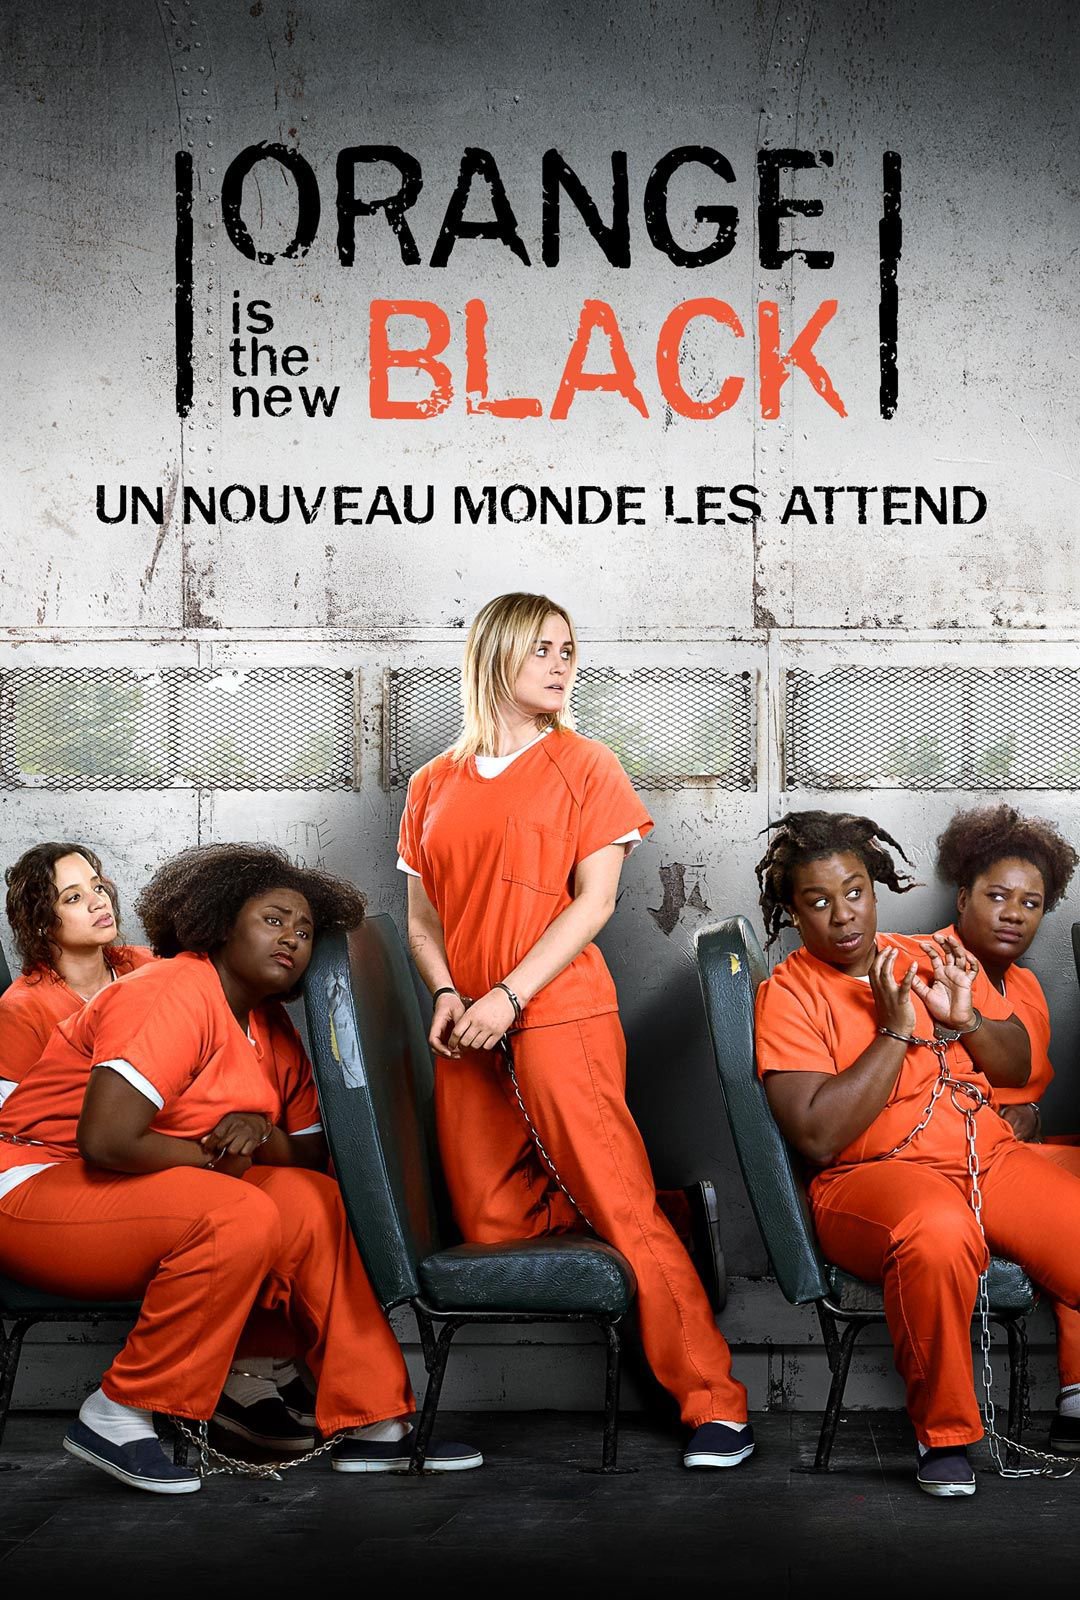 ORANGE
is
the
new
BLACK
UN NOUVEAU MONDE LES ATTEND